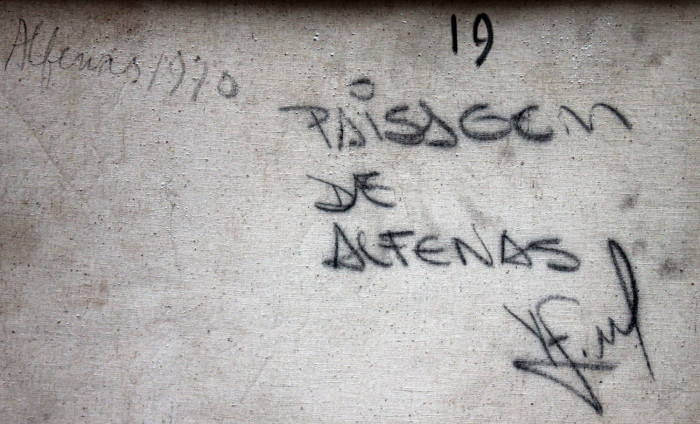 19
Alfenas 1970
PAISAGEM
DE
ALFENAS